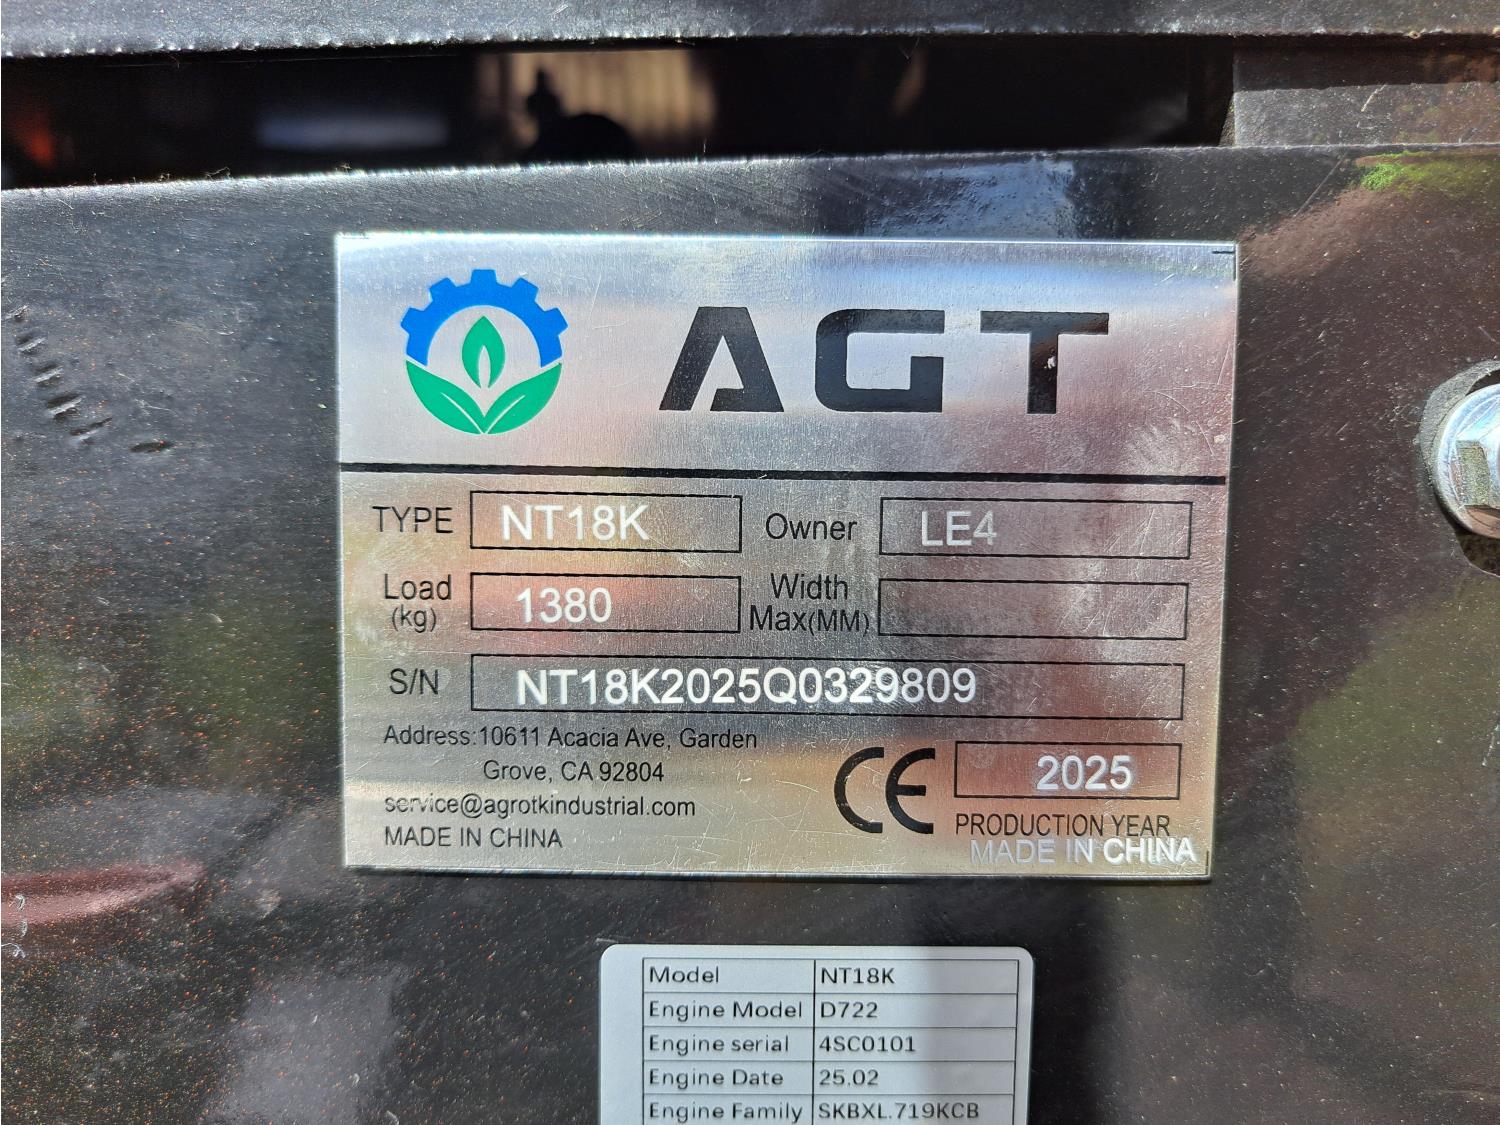 AGT
TYPE NT18K Owner LE4
Load (kg) 1380 Width Max(MM)
S/N NT18K2025Q0329809
Address:10611 Acacia Ave, Garden
Grove, CA 92804
service@agrotkindustrial.com
MADE IN CHINA
CE 2025
PRODUCTION YEAR
MADE IN CHINA
Model NT18K
Engine Model D722
Engine serial 4SC0101
Engine Date 25.02
Engine Family SKBXL.719KCB